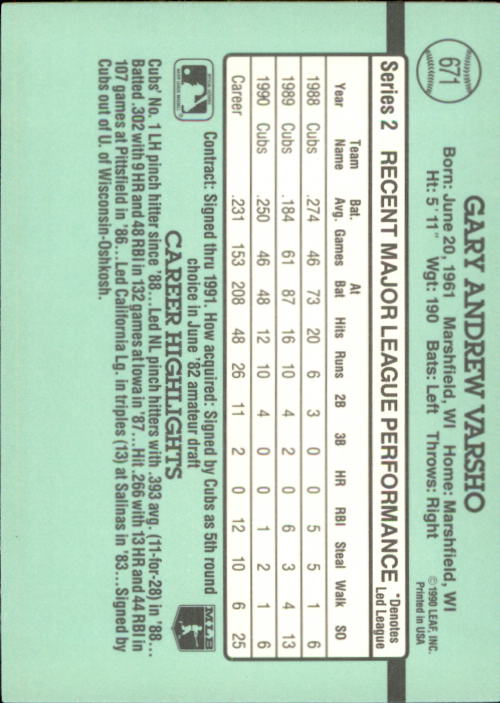 671
GARY ANDREW VARSHO
Born: June 20, 1961 Marshfield, WI Home: Marshfield, WI
Ht: 5' 11" Wgt: 190 Bats: Left Throws: Right
© 1990 LEAF, INC.
Printed in USA
Series 2 RECENT MAJOR LEAGUE PERFORMANCE *Denotes Led League
Year Team Name Bat. Avg. Games At Bat Hits Runs 2B 3B HR RBI Steal Walk SO
1988 Cubs .274 46 73 20 6 3 0 0 5 5 1 6
1989 Cubs .184 61 87 16 10 4 2 0 6 3 4 13
1990 Cubs .250 46 48 12 10 4 0 0 1 2 1 6
Career .231 153 208 48 26 11 2 0 12 10 6 25
Contract: Signed thru 1991. How acquired: Signed by Cubs as 5th round
choice in June '82 amateur draft
CAREER HIGHLIGHTS
MLB
Cubs' No. 1 LH pinch hitter since '88...Led NL pinch hitters with .393 avg. (11-for-28) in '88...
Batted .302 with 9 HR and 48 RBI in 132 games at Iowa in '87...Hit .266 with 13 HR and 44 RBI in
107 games at Pittsfield in '86...Led California Lg. in triples (13) at Salinas in '83...Signed by
Cubs out of U. of Wisconsin-Oshkosh.